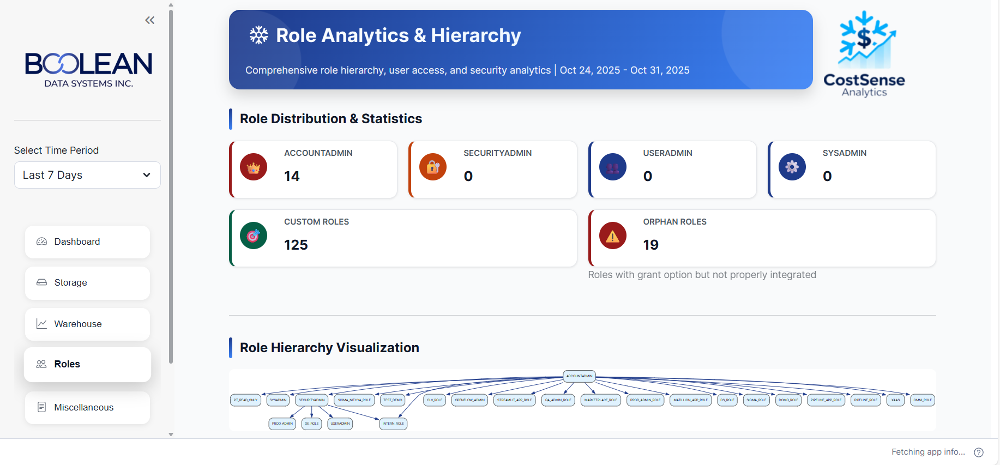 BOOLEAN
DATA SYSTEMS INC.
Select Time Period
Last 7 Days
Dashboard
Storage
Warehouse
Roles
Miscellaneous
Role Analytics & Hierarchy
Comprehensive role hierarchy, user access, and security analytics | Oct 24, 2025 - Oct 31, 2025
$
CostSense
Analytics
Role Distribution & Statistics
ACCOUNTADMIN
14
SECURITYADMIN
0
USERADMIN
0
SYSADMIN
0
CUSTOM ROLES
125
ORPHAN ROLES
19
Roles with grant option but not properly integrated
Role Hierarchy Visualization
ACCOUNTADMIN
PT_READ_ONLY SYSADMIN SECURITYADMIN SIGMA_NITHYA_ROLE TEST_DEMO CLV_ROLE OPENFLOW_ADMIN STREAMLIT_APP_ROLE QA_ADMIN_ROLE MARKETPLACE_ROLE PROD_ADMIN_ROLE MATILLION_APP_ROLE DS_ROLE SIGMA_ROLE DOMO_ROLE PIPELINE_APP_ROLE PIPELINE_ROLE XAAS OMNI_ROLE
PROD_ADMIN DE_ROLE USERADMIN INTERN_ROLE
Fetching app info...